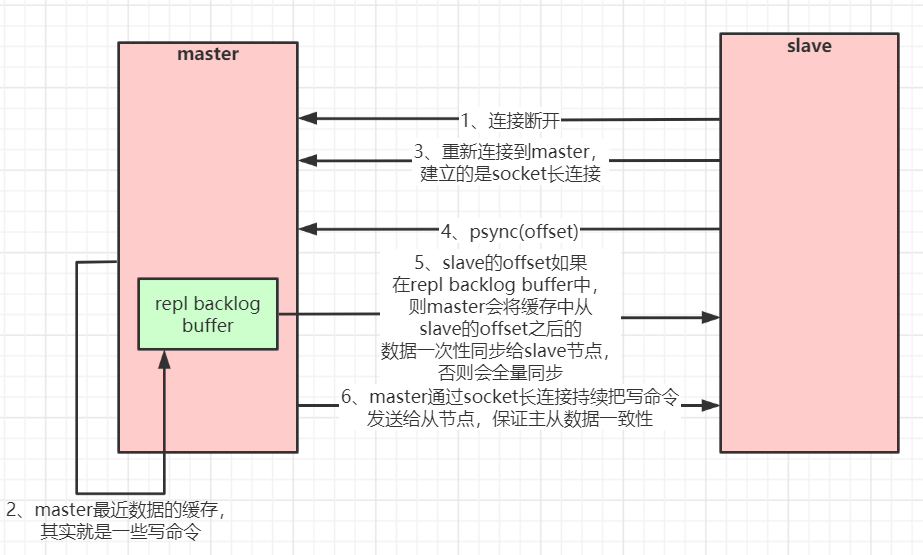 master
slave
1、连接断开
3、重新连接到master，
建立的是socket长连接
4、psync(offset)
5、slave的offset如果
在repl backlog buffer中，
则master会将缓存中从
slave的offset之后的
数据一次性同步给slave节点，
否则会全量同步
repl backlog
buffer
6、master通过socket长连接持续把写命令
发送给从节点，保证主从数据一致性
2、master最近数据的缓存，
其实就是一些写命令